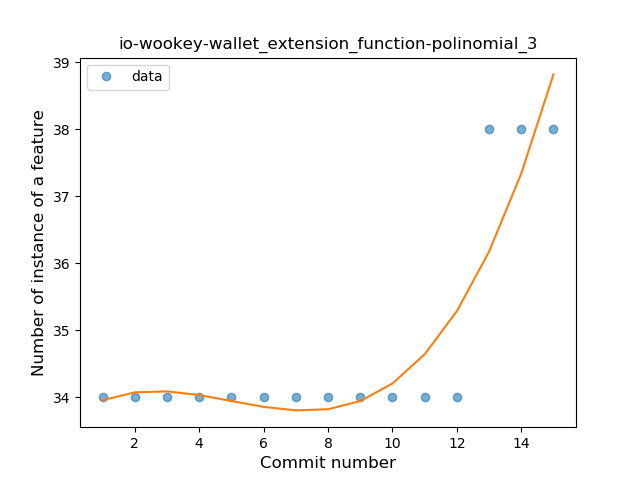 io-wookey-wallet_extension_function-polinomial_3
data
Number of instance of a feature
39
38
37
36
35
34
2 4 6 8 10 12 14
Commit number